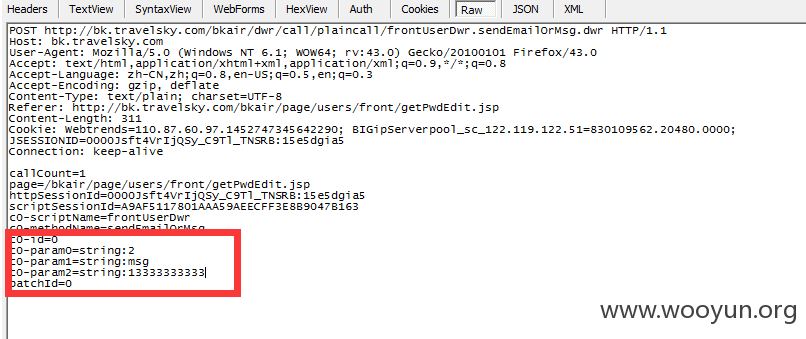 Headers TextView SyntaxView WebForms HexView Auth Cookies Raw JSON XML
POST http://bk.travelsky.com/bkair/dwr/call/plaincall/frontUserDwr.sendEmailOrMsg.dwr HTTP/1.1
Host: bk.travelsky.com
User-Agent: Mozilla/5.0 (Windows NT 6.1; WOW64; rv:43.0) Gecko/20100101 Firefox/43.0
Accept: text/html,application/xhtml+xml,application/xml;q=0.9,*/*;q=0.8
Accept-Language: zh-CN,zh;q=0.8,en-US;q=0.5,en;q=0.3
Accept-Encoding: gzip, deflate
Content-Type: text/plain; charset=UTF-8
Referer: http://bk.travelsky.com/bkair/page/users/front/getPwdEdit.jsp
Content-Length: 311
Cookie: Webtrends=110.87.60.97.1452747345642290; BIGipServerpool_sc_122.119.122.51=830109562.20480.0000;
JSESSIONID=0000Jsft4VrIjQSy_C9Tl_TNSRB:15e5dgia5
Connection: keep-alive
callCount=1
page=/bkair/page/users/front/getPwdEdit.jsp
httpSessionId=0000Jsft4VrIjQSy_C9Tl_TNSRB:15e5dgia5
scriptSessionId=A9AF5117801AAA59AEECFF3E8B9047B163
c0-scriptName=frontUserDwr
c0-methodName=sendEmailOrMsg
c0-id=0
c0-param0=string:2
c0-param1=string:msg
c0-param2=string:13333333333
batchId=0
www.wooyun.org